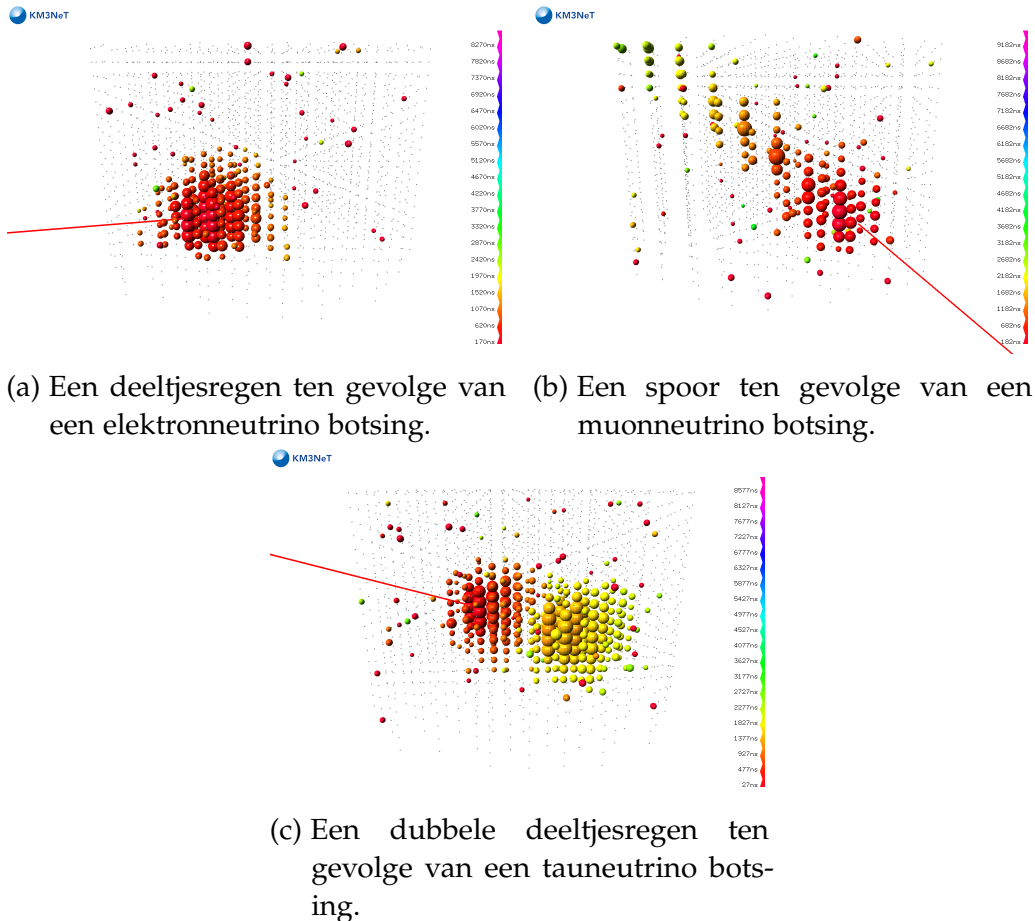 KM3NeT
8270ns
7820ns
7370ns
6920ns
6470ns
6020ns
5570ns
5120ns
4670ns
4220ns
3770ns
3320ns
2870ns
2420ns
1970ns
1520ns
1070ns
620ns
170ns
(a) Een deeltjesregen ten gevolge van
een elektronneutrino botsing.
KM3NeT
9182ns
8682ns
8182ns
7682ns
7182ns
6682ns
6182ns
5682ns
5182ns
4682ns
4182ns
3682ns
3182ns
2682ns
2182ns
1682ns
1182ns
682ns
182ns
(b) Een spoor ten gevolge van een
muonneutrino botsing.
KM3NeT
8577ns
8127ns
7677ns
7227ns
6777ns
6327ns
5877ns
5427ns
4977ns
4527ns
4077ns
3627ns
3177ns
2727ns
2277ns
1827ns
1377ns
927ns
477ns
27ns
(c) Een dubbele deeltjesregen ten
gevolge van een tauneutrino bots-
ing.